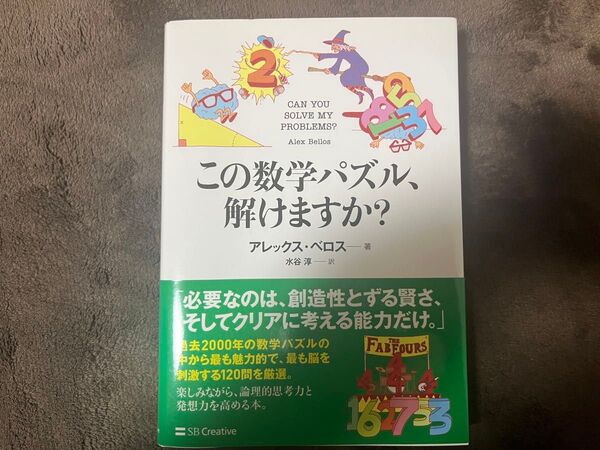 2
CAN YOU
SOLVE MY
PROBLEMS?
Alex Bellos
この数学パズル、
解けますか?
アレックス・ベロス 著
水谷 淳 訳
「必要なのは、創造性とずる賢さ、
そしてクリアに考える能力だけ。」
過去2000年の数学パズルの
中から最も魅力的で、最も脳を
刺激する120問を厳選。
楽しみながら、論理的思考力と
発想力を高める本。
THE
FAB FOURS
SB Creative